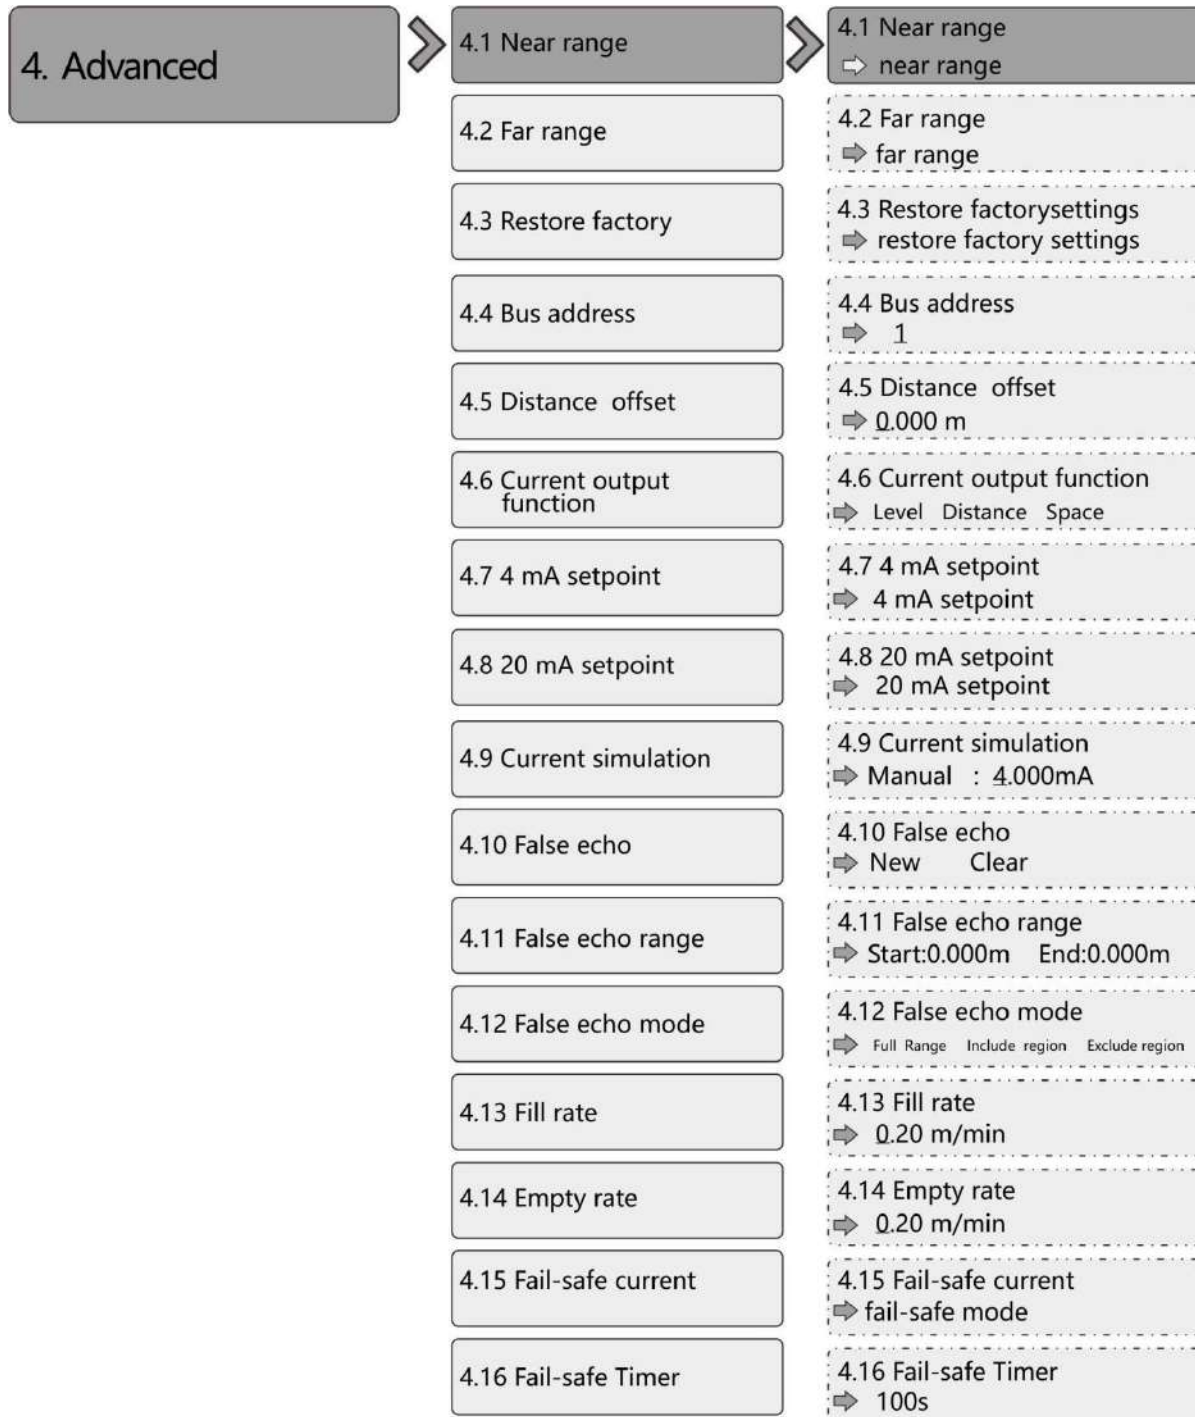 4. Advanced
4.1 Near range
4.1 Near range
near range
4.2 Far range
4.2 Far range
far range
4.3 Restore factory
4.3 Restore factorysettings
restore factory settings
4.4 Bus address
4.4 Bus address
1
4.5 Distance offset
4.5 Distance offset
0.000 m
4.6 Current output
function
4.6 Current output function
Level Distance Space
4.7 4 mA setpoint
4.7 4 mA setpoint
4 mA setpoint
4.8 20 mA setpoint
4.8 20 mA setpoint
20 mA setpoint
4.9 Current simulation
4.9 Current simulation
Manual : 4.000mA
4.10 False echo
4.10 False echo
New Clear
4.11 False echo range
4.11 False echo range
Start:0.000m End:0.000m
4.12 False echo mode
4.12 False echo mode
Full Range Include region Exclude region
4.13 Fill rate
4.13 Fill rate
0.20 m/min
4.14 Empty rate
4.14 Empty rate
0.20 m/min
4.15 Fail-safe current
4.15 Fail-safe current
fail-safe mode
4.16 Fail-safe Timer
4.16 Fail-safe Timer
100s